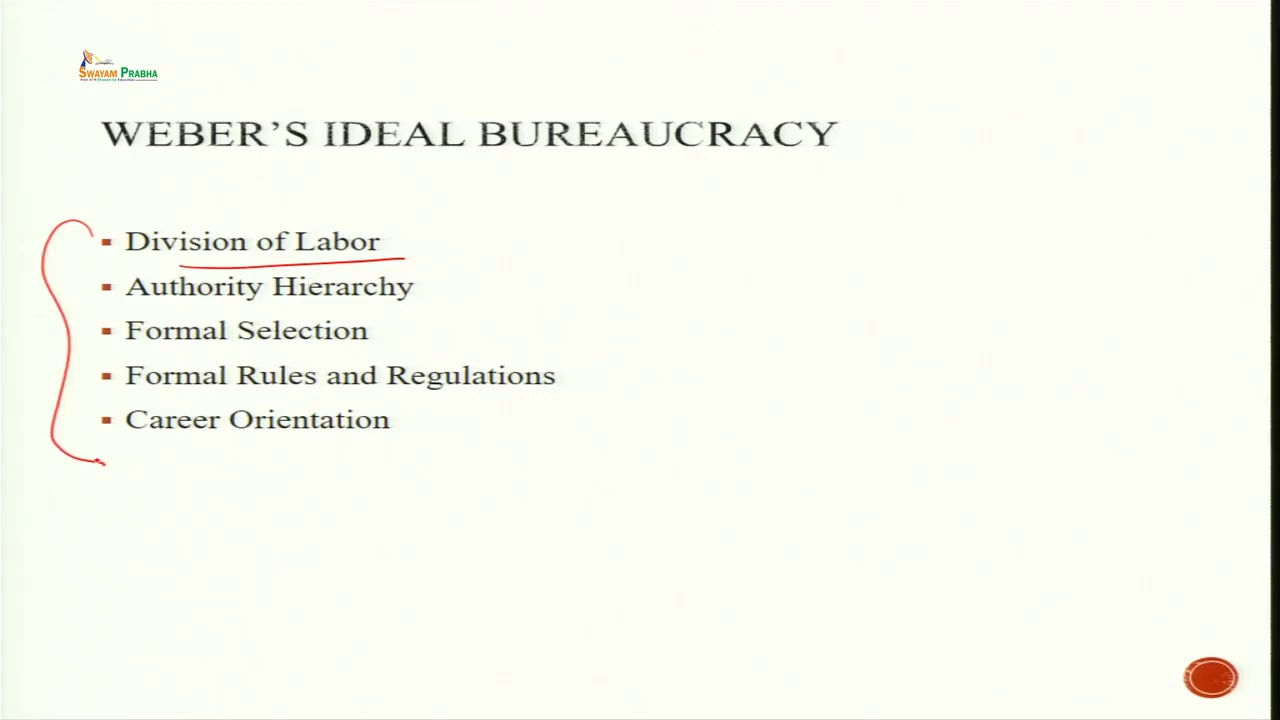 SWAYAM PRABHA
WEBER'S IDEAL BUREAUCRACY
Division of Labor
Authority Hierarchy
Formal Selection
Formal Rules and Regulations
Career Orientation